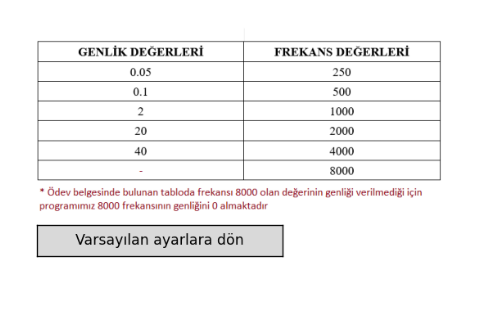 GENLİK DEĞERLERİ FREKANS DEĞERLERİ
0.05 250
0.1 500
2 1000
20 2000
40 4000
- 8000
* Ödev belgesinde bulunan tabloda frekansı 8000 olan değerinin genliği verilmediği için
programımız 8000 frekansının genliğini 0 almaktadır
Varsayılan ayarlara dön